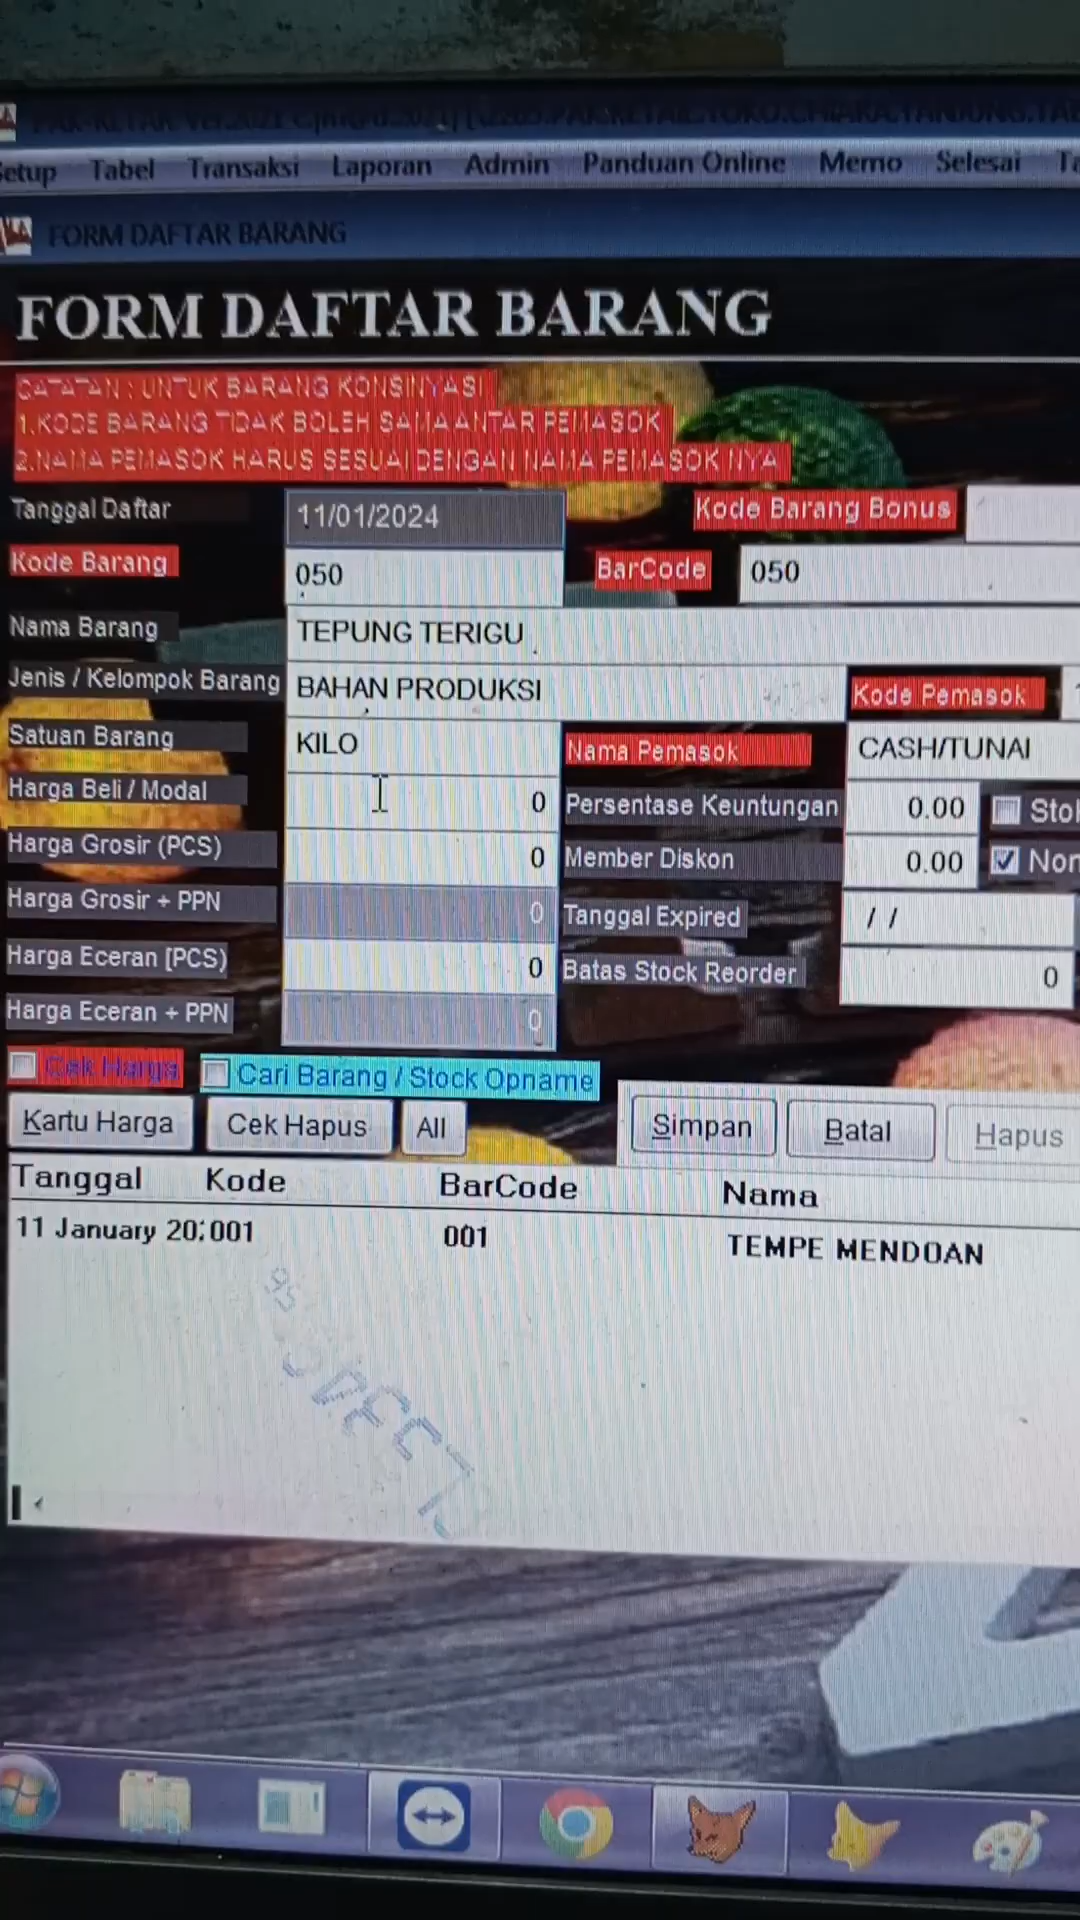 Setup Tabel Transaksi Laporan Admin Panduan Online Memo Selesai
FORM DAFTAR BARANG
FORM DAFTAR BARANG
CATATAN : UNTUK BARANG KONSINYASI
1.KODE BARANG TIDAK BOLEH SAMA ANTAR PEMASOK
2.NAMA PEMASOK HARUS SESUAI DENGAN NAMA PEMASOK NYA
Tanggal Daftar 11/01/2024 Kode Barang Bonus
Kode Barang 050 BarCode 050
Nama Barang TEPUNG TERIGU
Jenis / Kelompok Barang BAHAN PRODUKSI Kode Pemasok
Satuan Barang KILO Nama Pemasok CASH/TUNAI
Harga Beli / Modal 0 Persentase Keuntungan 0.00
Harga Grosir (PCS) 0 Member Diskon 0.00 Non
Harga Grosir + PPN 0 Tanggal Expired / /
Harga Eceran [PCS) 0 Batas Stock Reorder 0
Harga Eceran + PPN 0
Cek Harga Cari Barang / Stock Opname
Kartu Harga Cek Hapus All Simpan Batal Hapus
Tanggal Kode BarCode Nama
11 January 20 001 001 TEMPE MENDOAN